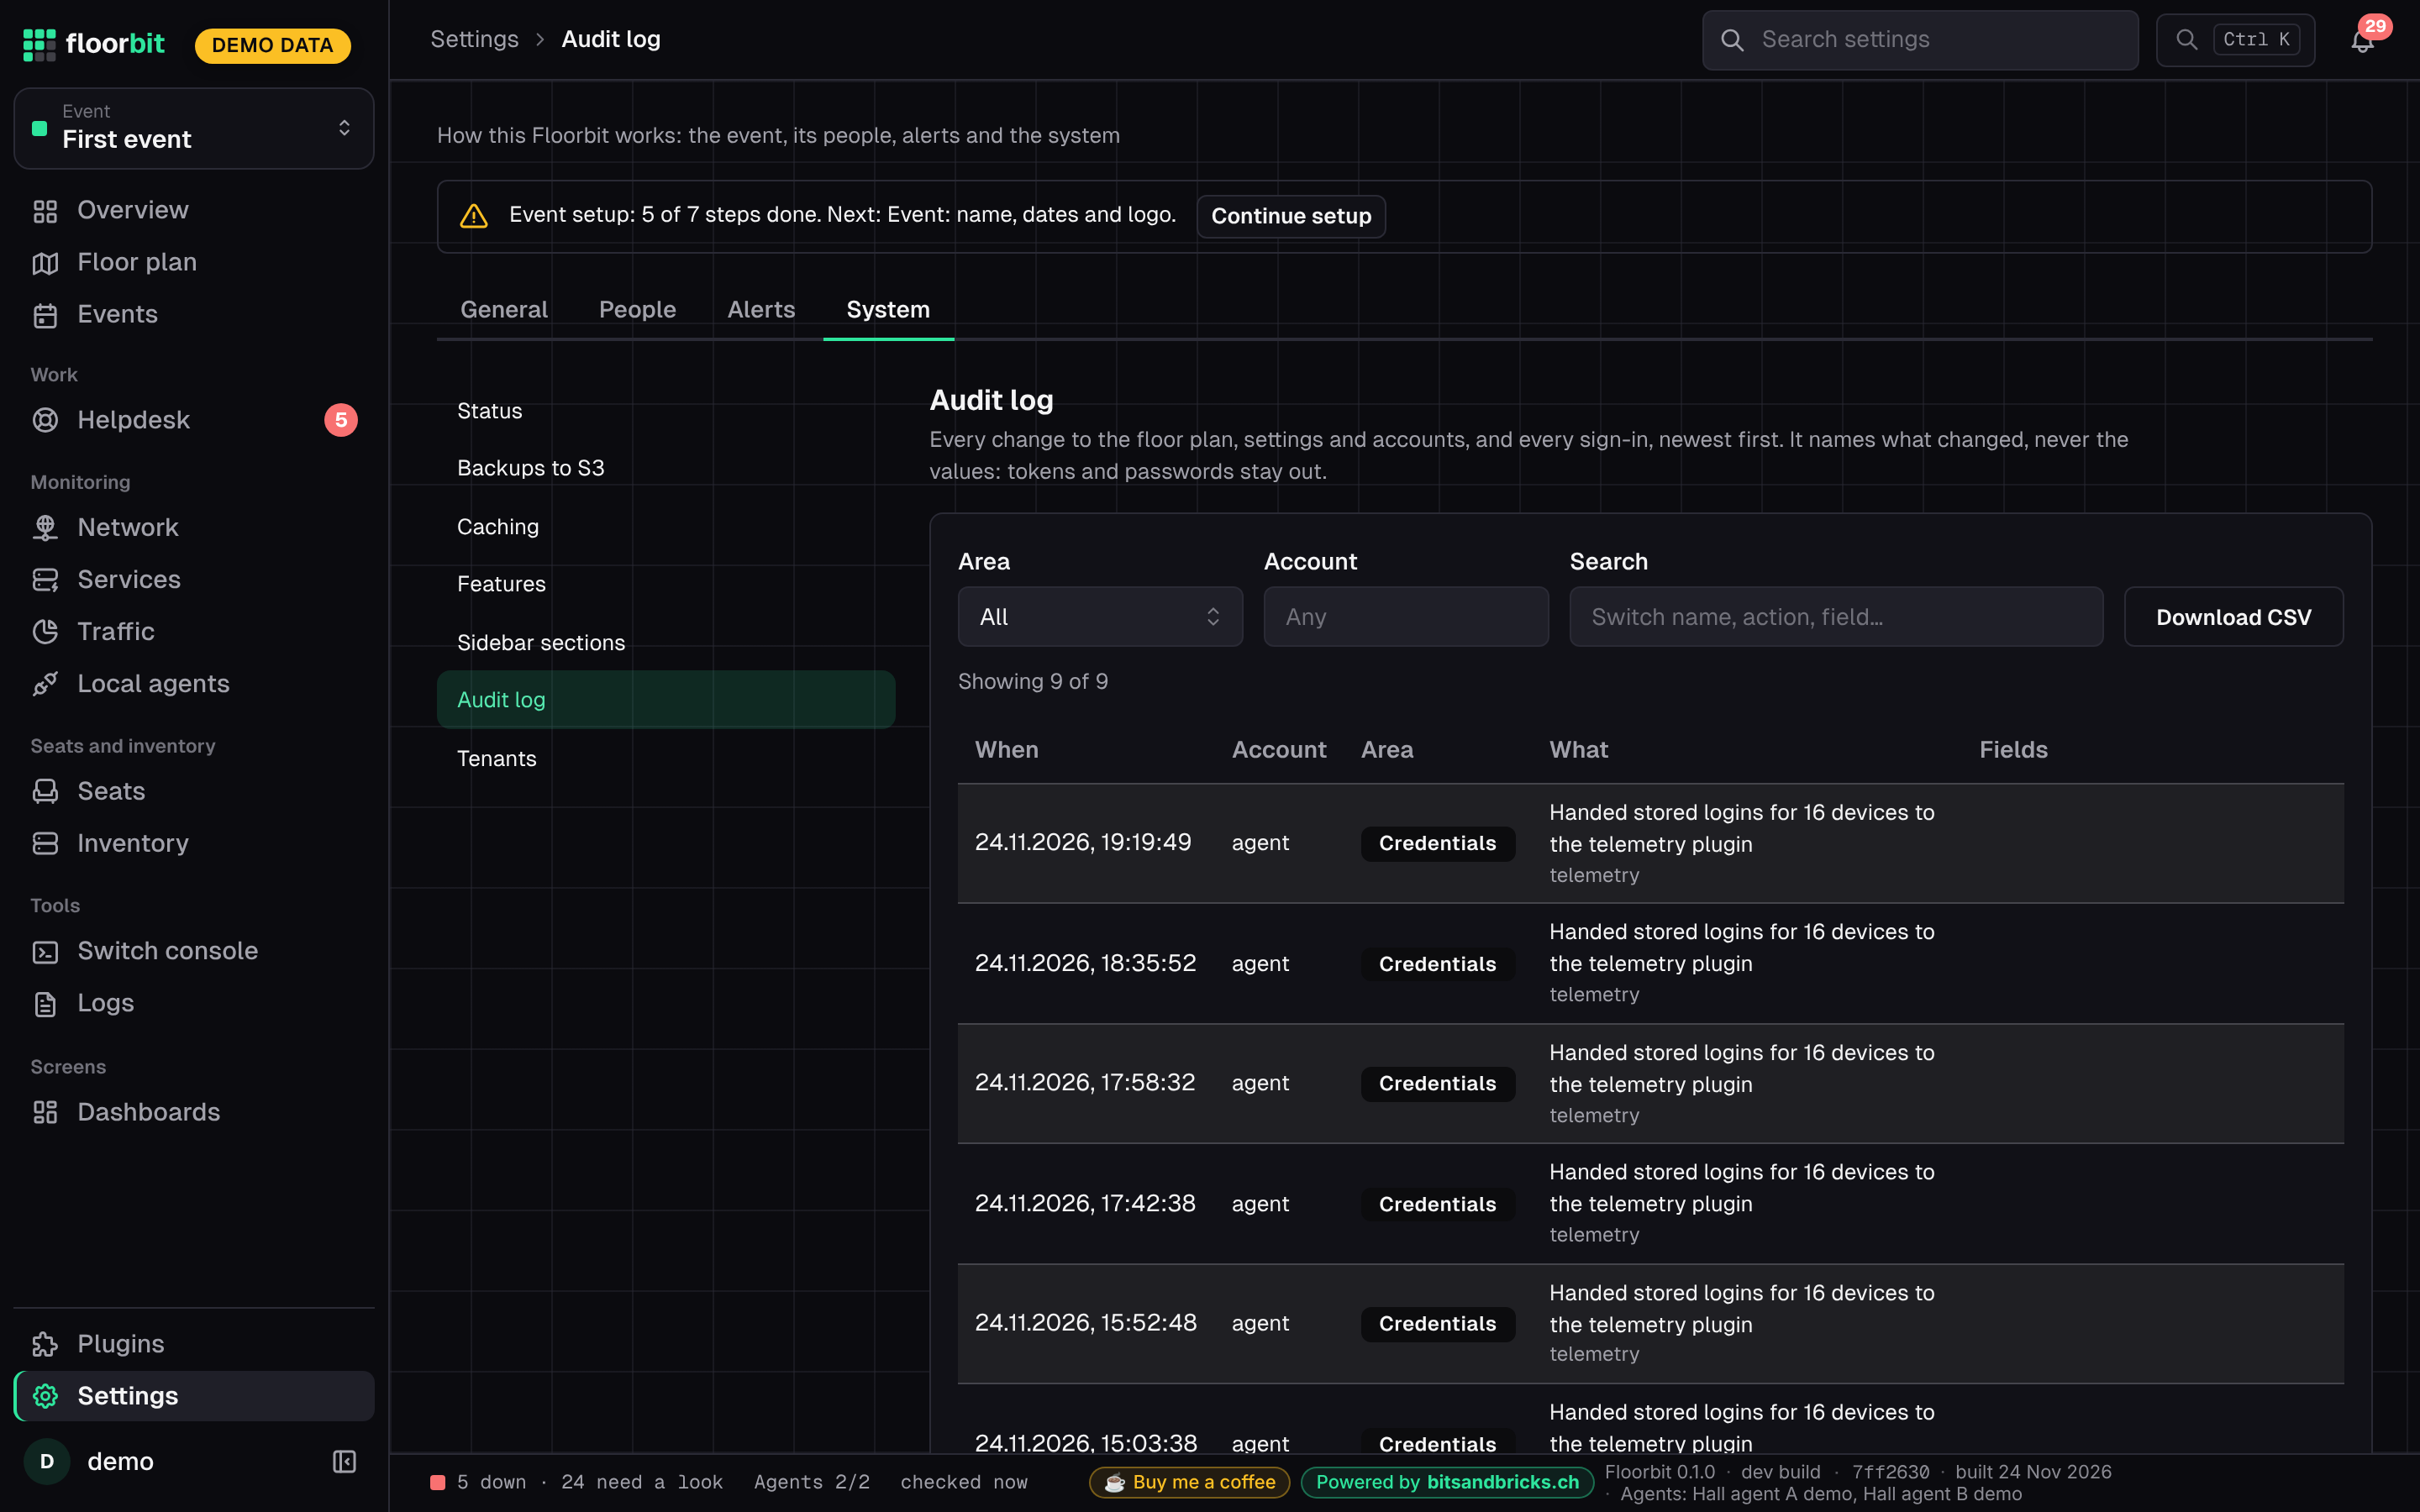 floorbit
DEMO DATA
Settings
Audit log
Search settings
Ctrl K
29
Event
First event
Overview
Floor plan
Events
Work
Helpdesk
5
Monitoring
Network
Services
Traffic
Local agents
Seats and inventory
Seats
Inventory
Tools
Switch console
Logs
Screens
Dashboards
Plugins
Settings
D
demo
How this Floorbit works: the event, its people, alerts and the system
Event setup: 5 of 7 steps done. Next: Event: name, dates and logo.
Continue setup
General
People
Alerts
System
Status
Backups to S3
Caching
Features
Sidebar sections
Audit log
Tenants
Audit log
Every change to the floor plan, settings and accounts, and every sign-in, newest first. It names what changed, never the
values: tokens and passwords stay out.
Area
Account
Search
All
Any
Switch name, action, field...
Download CSV
Showing 9 of 9
When
Account
Area
What
Fields
24.11.2026, 19:19:49
agent
Credentials
Handed stored logins for 16 devices to
the telemetry plugin
telemetry
24.11.2026, 18:35:52
agent
Credentials
Handed stored logins for 16 devices to
the telemetry plugin
telemetry
24.11.2026, 17:58:32
agent
Credentials
Handed stored logins for 16 devices to
the telemetry plugin
telemetry
24.11.2026, 17:42:38
agent
Credentials
Handed stored logins for 16 devices to
the telemetry plugin
telemetry
24.11.2026, 15:52:48
agent
Credentials
Handed stored logins for 16 devices to
the telemetry plugin
telemetry
24.11.2026, 15:03:38
agent
Credentials
Handed stored logins for 16 devices to
the telemetry plugin
5 down · 24 need a look
Agents 2/2
checked now
Buy me a coffee
Powered by bitsandbricks.ch
Floorbit 0.1.0 · dev build · 7ff2630 · built 24 Nov 2026
· Agents: Hall agent A demo, Hall agent B demo